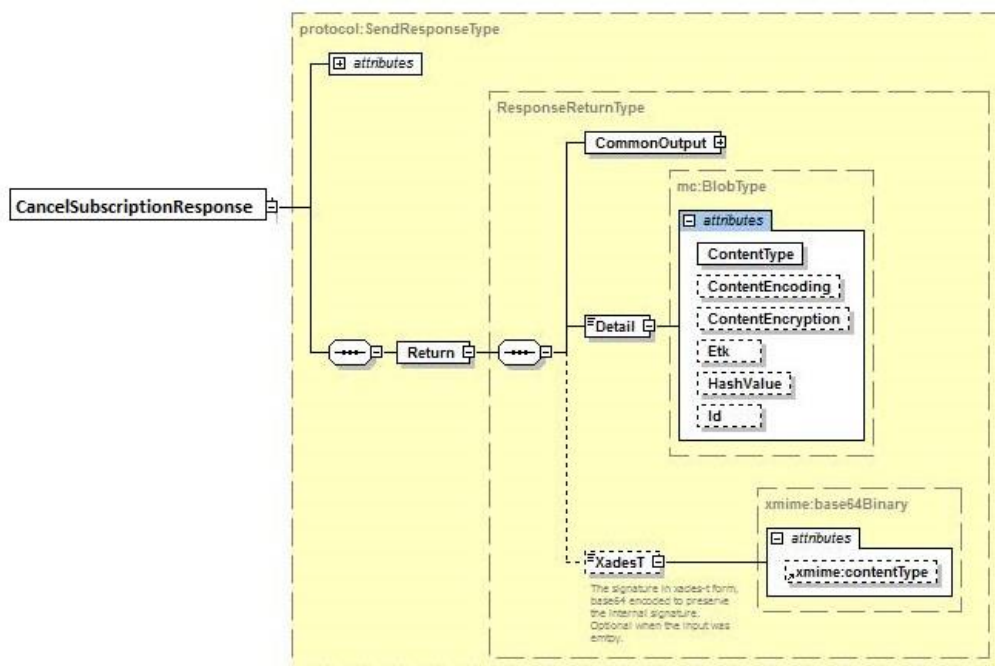 protocol:SendResponseType
attributes
ResponseReturnType
CommonOutput
mc:BlobType
attributes
ContentType
ContentEncoding
ContentEncryption
Etk
HashValue
Id
CancelSubscriptionResponse
Return
Detail
xmime:base64Binary
attributes
xmime:contentType
XadesT
The signature in xades-t form,
base64 encoded to preserve
the internal signature.
Optional when the input was
emtpy.